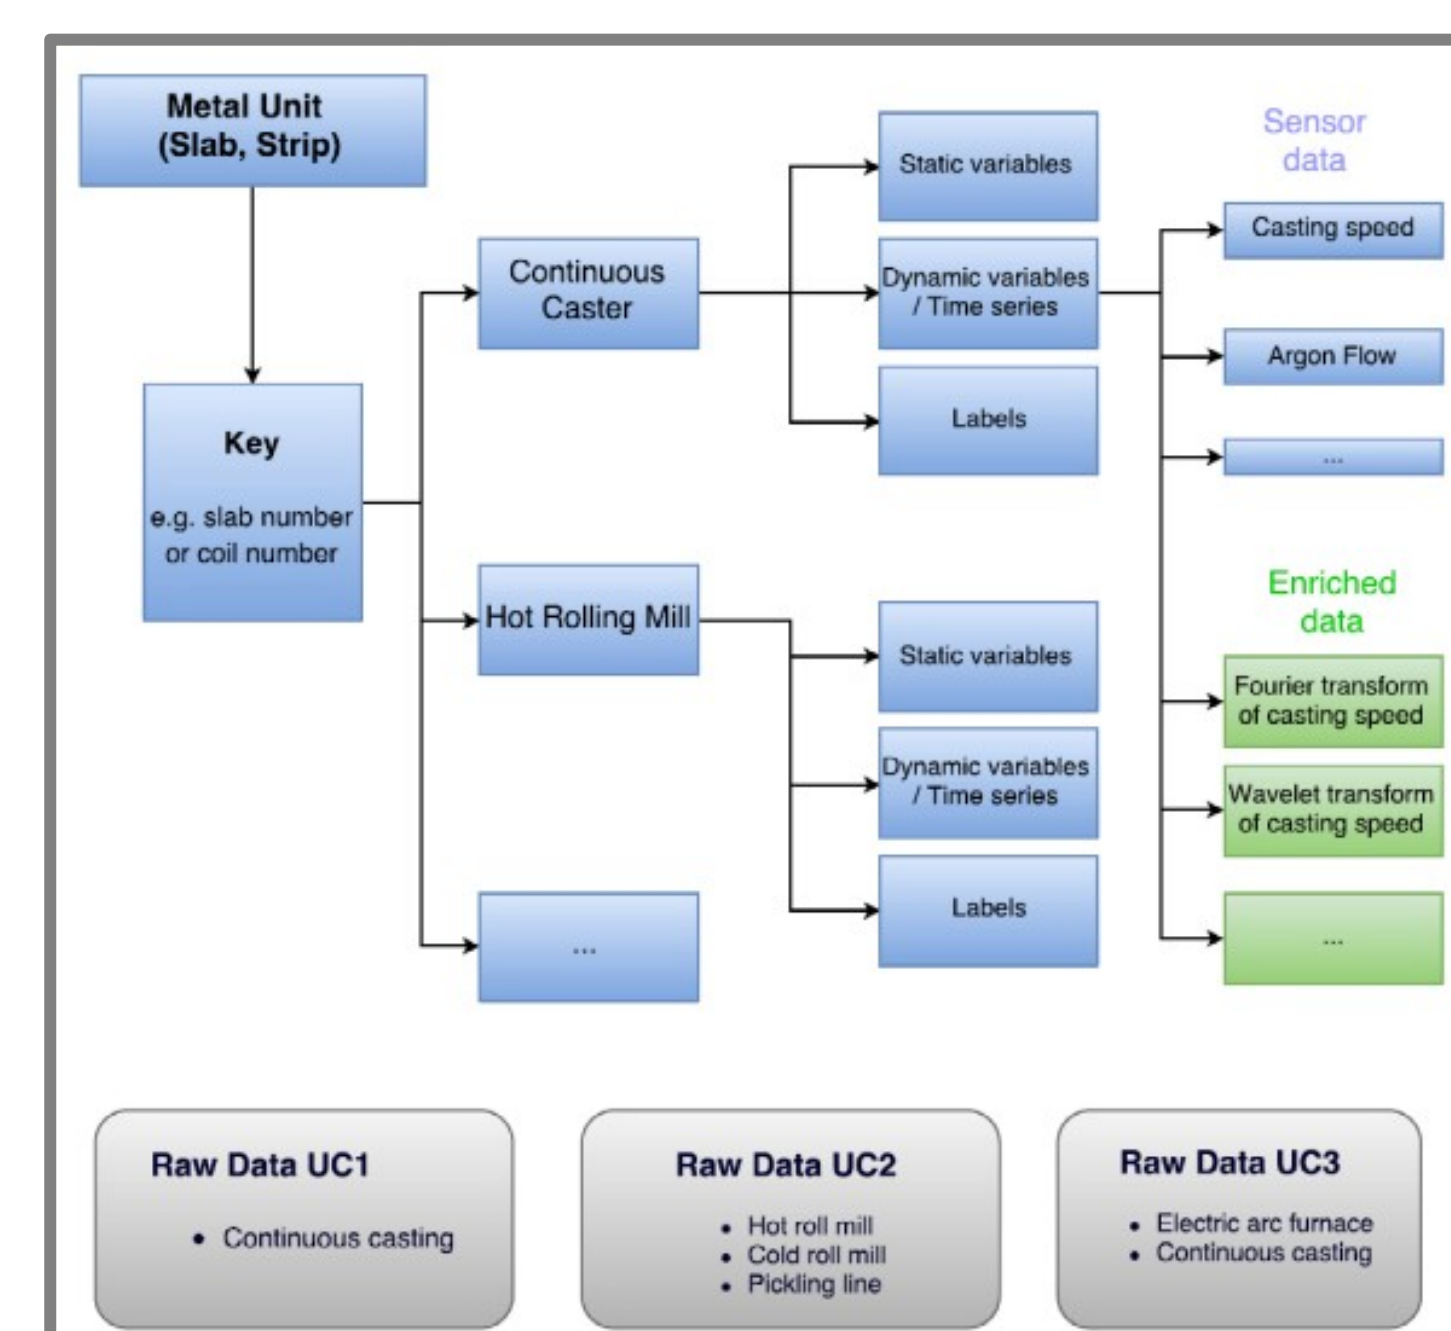 Metal Unit
(Slab, Strip)
Key
e.g. slab number
or coil number
Continuous
Caster
Hot Rolling Mill
...
Static variables
Dynamic variables
/ Time series
Labels
Static variables
Dynamic variables
/ Time series
Labels
Sensor
data
Casting speed
Argon Flow
...
Enriched
data
Fourier transform
of casting speed
Wavelet transform
of casting speed
...
Raw Data UC1
• Continuous casting
Raw Data UC2
• Hot roll mill
• Cold roll mill
• Pickling line
Raw Data UC3
• Electric arc furnace
• Continuous casting